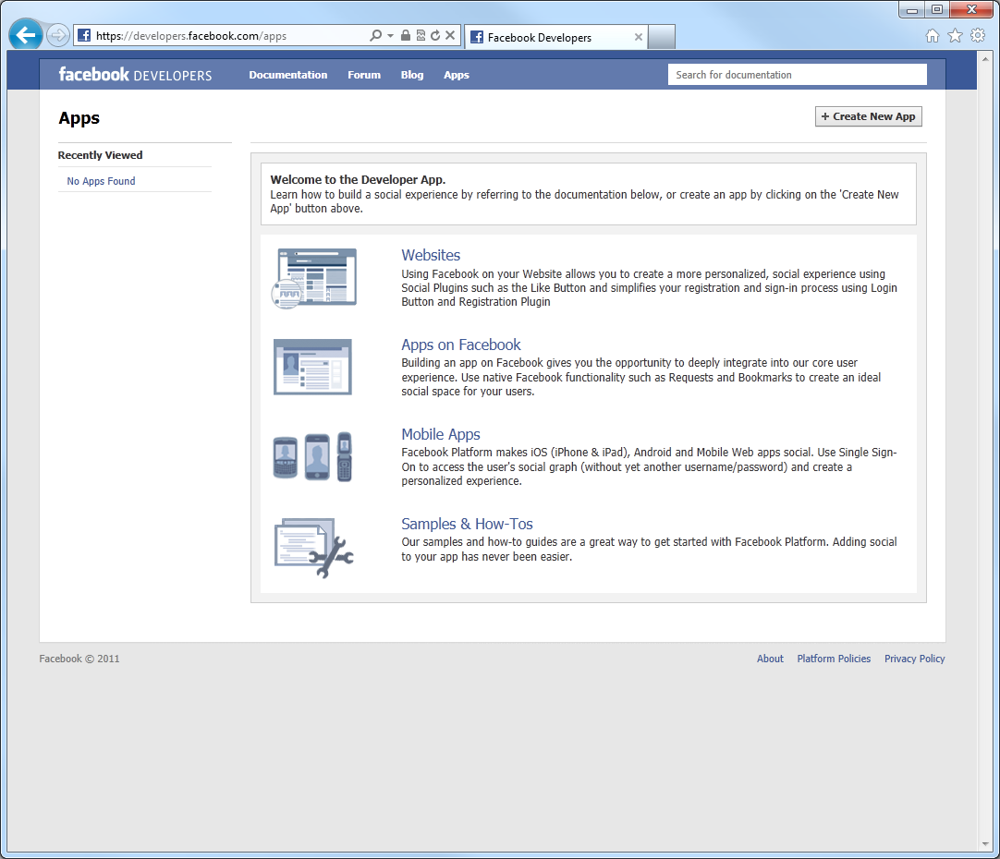 https://developers.facebook.com/apps
Facebook Developers
facebook DEVELOPERS
Documentation
Forum
Blog
Apps
Search for documentation
Apps
+ Create New App
Recently Viewed
No Apps Found
Welcome to the Developer App.
Learn how to build a social experience by referring to the documentation below, or create an app by clicking on the 'Create New
App' button above.
Websites
Using Facebook on your Website allows you to create a more personalized, social experience using
Social Plugins such as the Like Button and simplifies your registration and sign-in process using Login
Button and Registration Plugin
Apps on Facebook
Building an app on Facebook gives you the opportunity to deeply integrate into our core user
experience. Use native Facebook functionality such as Requests and Bookmarks to create an ideal
social space for your users.
Mobile Apps
Facebook Platform makes iOS (iPhone & iPad), Android and Mobile Web apps social. Use Single Sign-
On to access the user's social graph (without yet another username/password) and create a
personalized experience.
Samples & How-Tos
Our samples and how-to guides are a great way to get started with Facebook Platform. Adding social
to your app has never been easier.
Facebook © 2011
About
Platform Policies
Privacy Policy